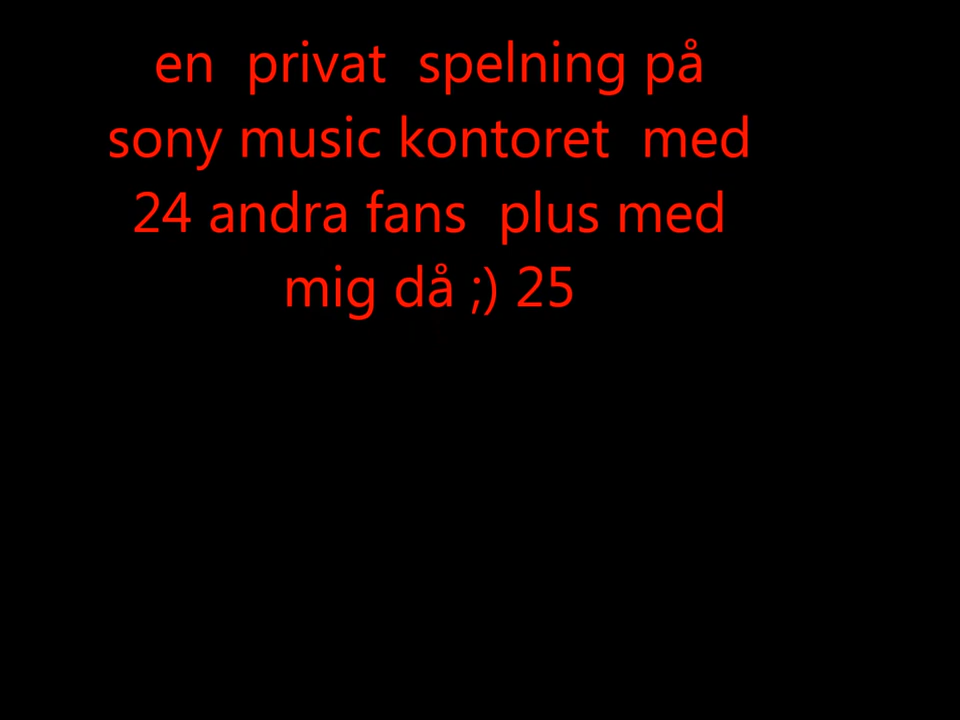 en privat spelning på
sony music kontoret med
24 andra fans plus med
mig då ;) 25